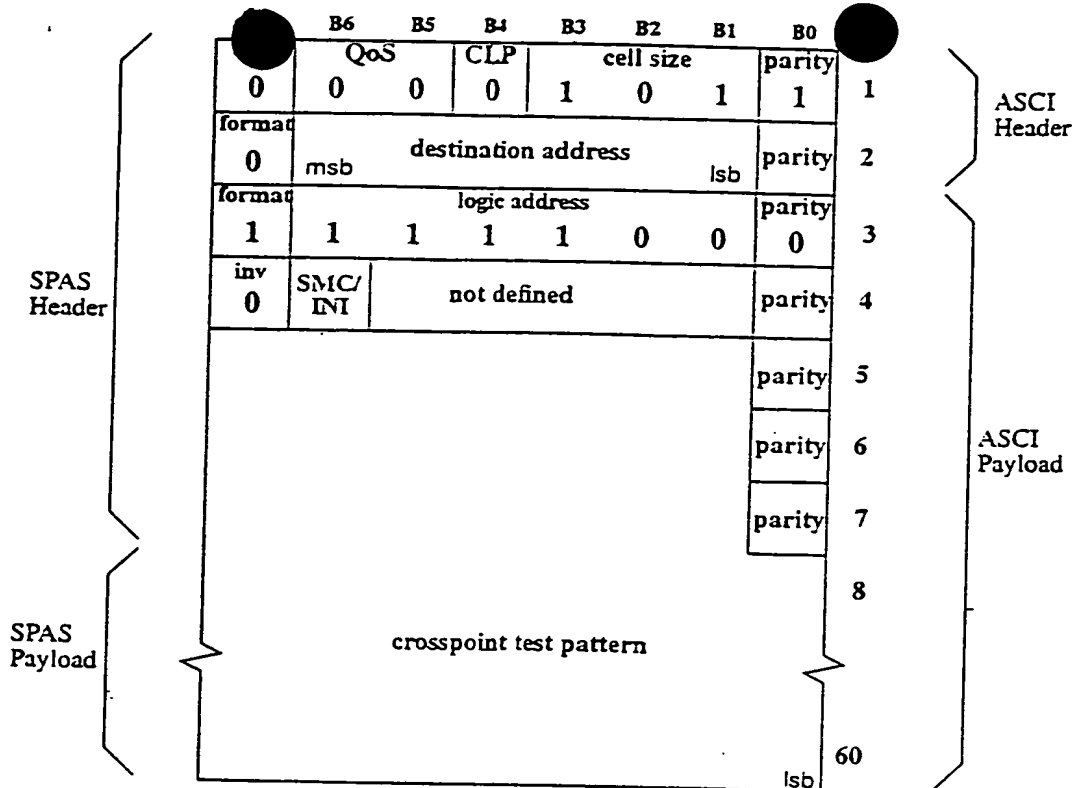 B6 B5 B4 B3 B2 B1 B0
QoS CLP cell size parity
0 0 0 0 1 0 1 1 1
ASCI
Header
format
0 msb destination address lsb parity 2
format logic address parity
1 1 1 1 1 0 0 0 3
SPAS
Header
inv
0 SMC/
INI not defined parity 4
parity 5
parity 6
ASCI
Payload
parity 7
8
SPAS
Payload
crosspoint test pattern
60
lsb